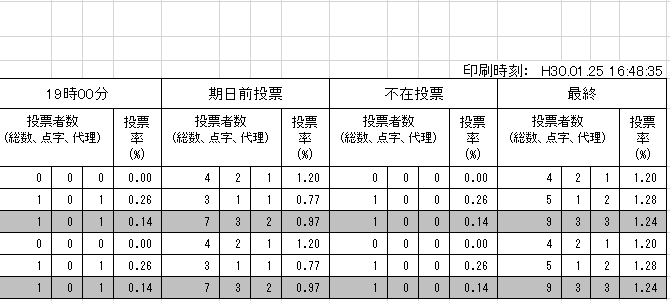 印刷時刻： H30.01.25 16:48:35
19時00分 期日前投票 不在投票 最終
投票者数 投票 投票者数 投票 投票者数 投票 投票者数 投票
(総数、点字、代理) 率 (総数、点字、代理) 率 (総数、点字、代理) 率 (総数、点字、代理) 率
(%) (%) (%) (%)
0 0 0 0.00 4 2 1 1.20 0 0 0 0.00 4 2 1 1.20
1 0 1 0.26 3 1 1 0.77 1 0 0 0.26 5 1 2 1.28
1 0 1 0.14 7 3 2 0.97 1 0 0 0.14 9 3 3 1.24
0 0 0 0.00 4 2 1 1.20 0 0 0 0.00 4 2 1 1.20
1 0 1 0.26 3 1 1 0.77 1 0 0 0.26 5 1 2 1.28
1 0 1 0.14 7 3 2 0.97 1 0 0 0.14 9 3 3 1.24